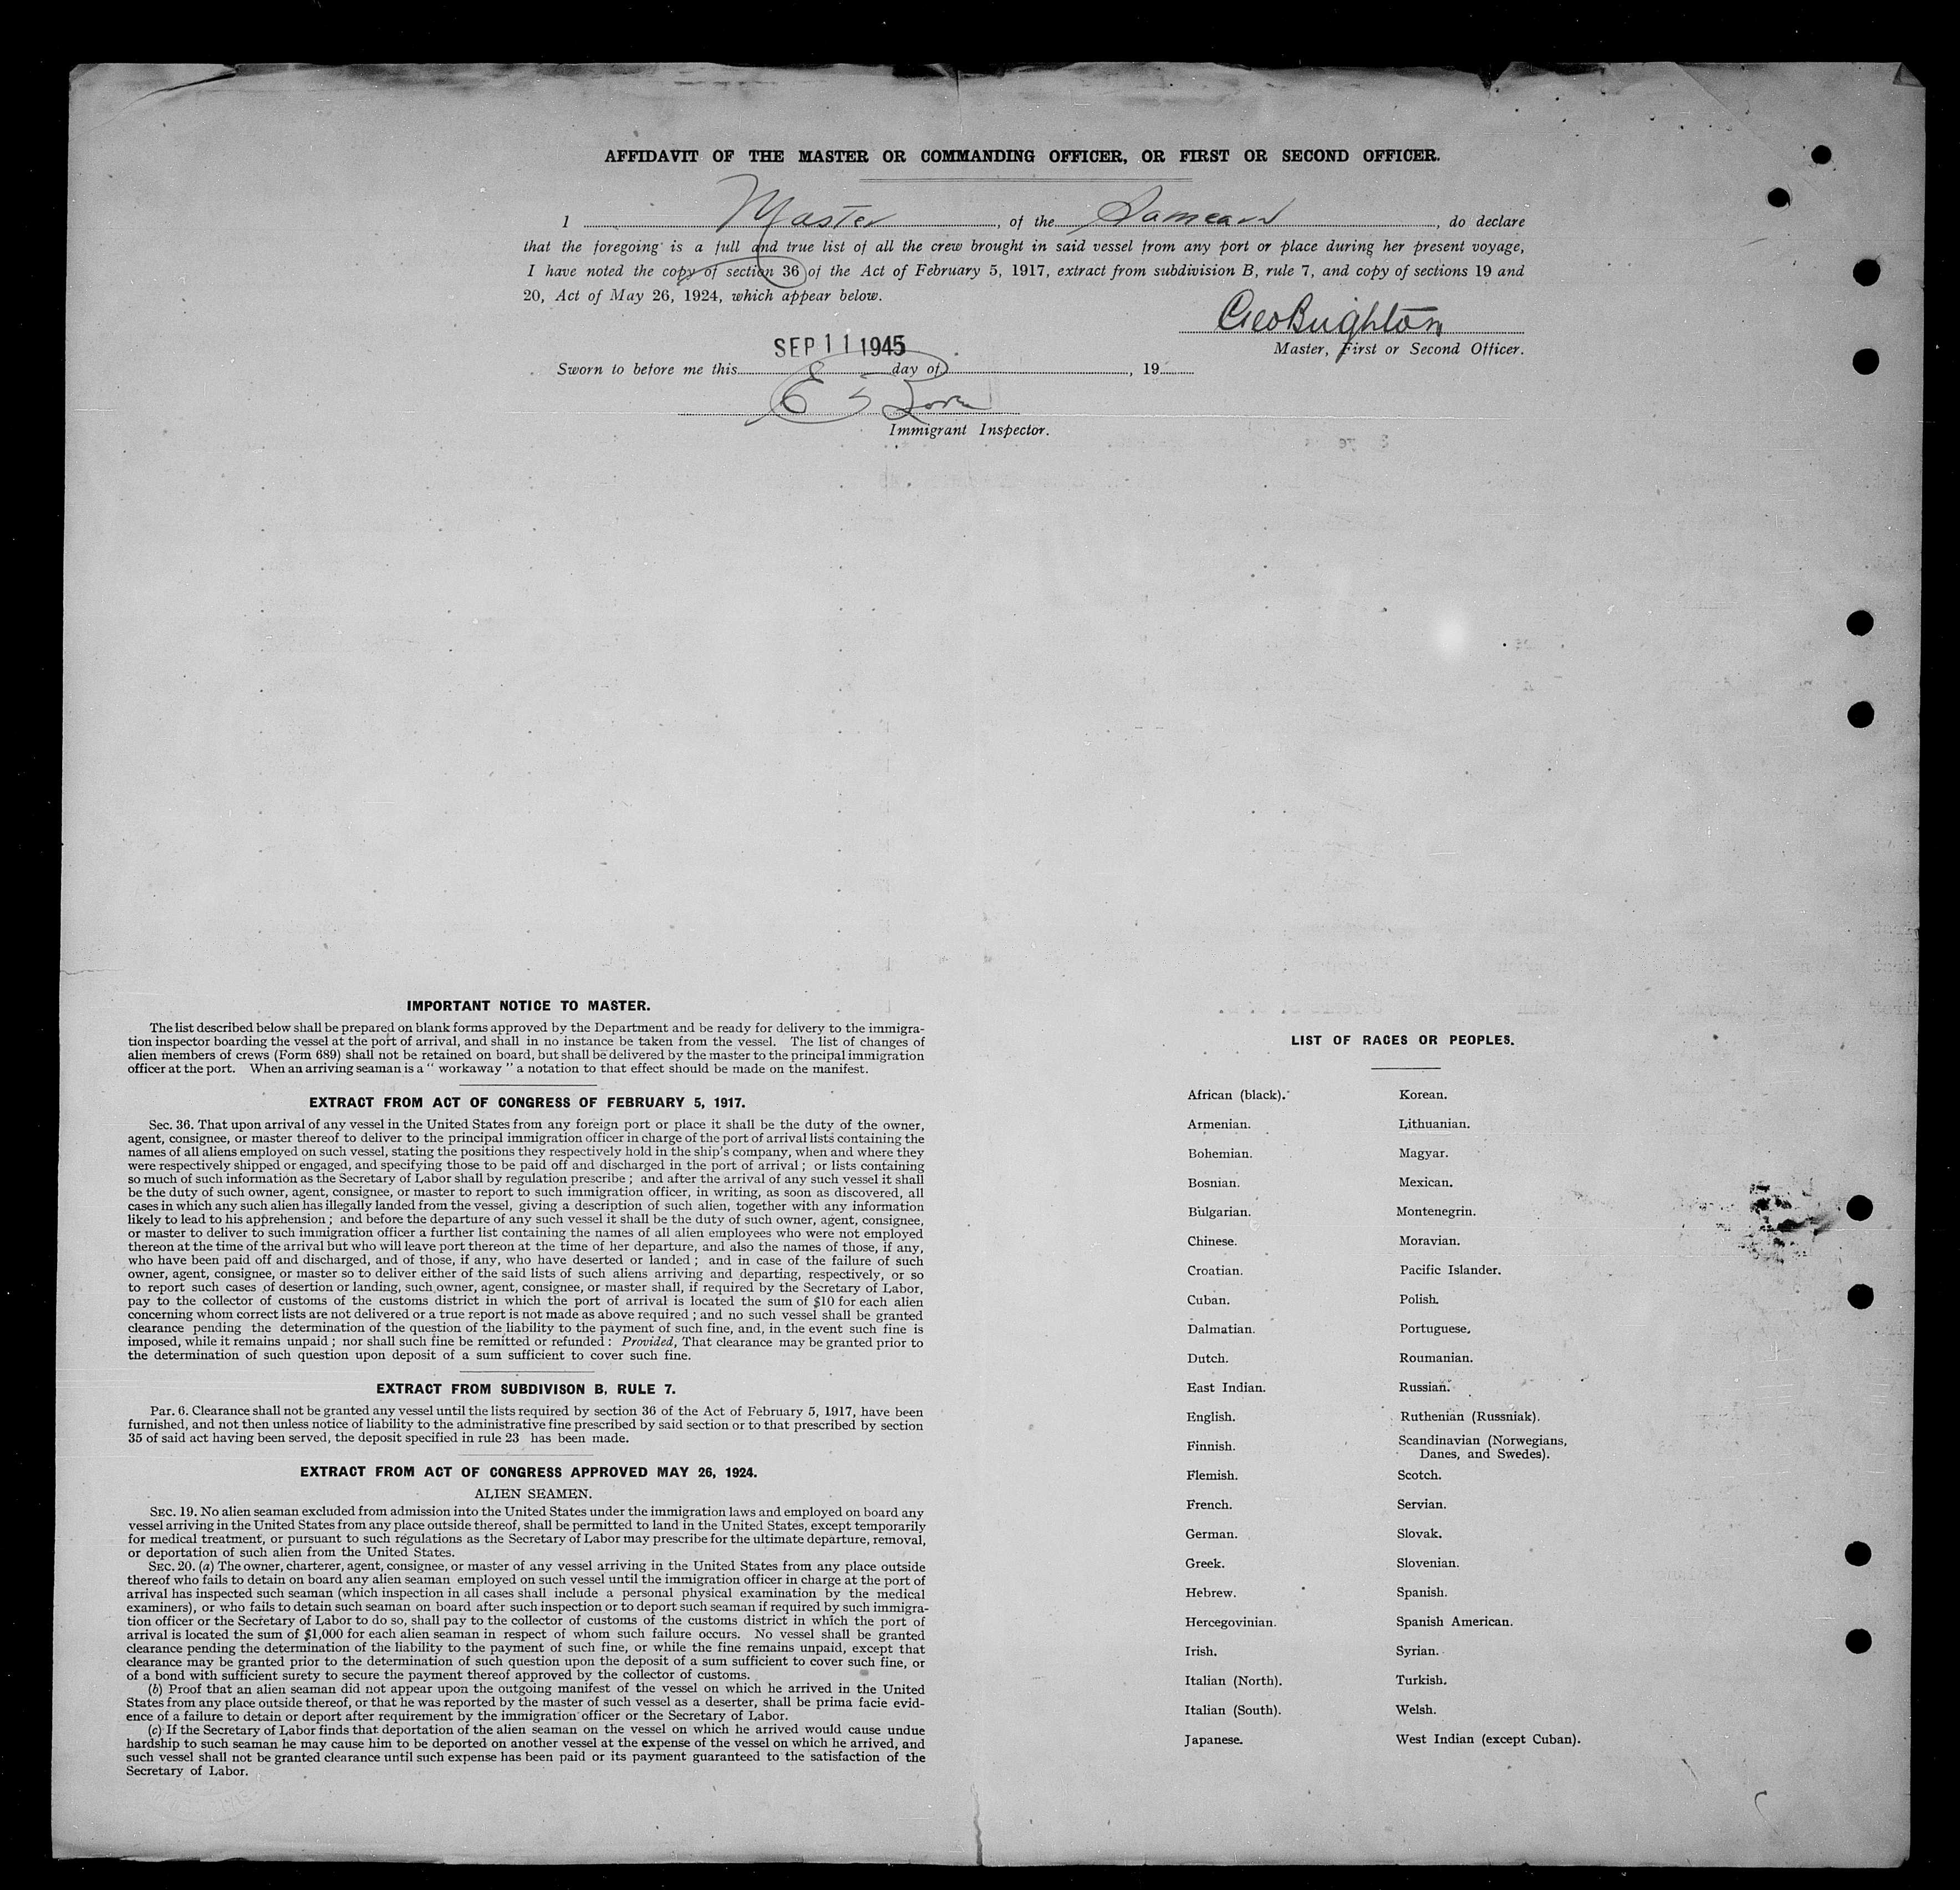 AFFIDAVIT OF THE MASTER OR COMMANDING OFFICER, OR FIRST OR SECOND OFFICER.
I Master, of the, do declare
that the foregoing is a full and true list of all the crew brought in said vessel from any port or place during her present voyage,
I have noted the copy of section 36 of the Act of February 5, 1917, extract from subdivision B, rule 7, and copy of sections 19 and
20, Act of May 26, 1924, which appear below.
Geo Brighton
Master, First or Second Officer.
SEP 11 1945
Sworn to before me this day of, 19
Immigrant Inspector.
IMPORTANT NOTICE TO MASTER.
The list described below shall be prepared on blank forms approved by the Department and be ready for delivery to the immigra-
tion inspector boarding the vessel at the port of arrival, and shall in no instance be taken from the vessel. The list of changes of
alien members of crews (Form 689) shall not be retained on board, but shall be delivered by the master to the principal immigration
officer at the port. When an arriving seaman is a " workaway " a notation to that effect should be made on the manifest.
EXTRACT FROM ACT OF CONGRESS OF FEBRUARY 5, 1917.
Sec. 36. That upon arrival of any vessel in the United States from any foreign port or place it shall be the duty of the owner,
agent, consignee, or master thereof to deliver to the principal immigration officer in charge of the port of arrival lists containing the
names of all aliens employed on such vessel, stating the positions they respectively hold in the ship's company, when and where they
were respectively shipped or engaged, and specifying those to be paid off and discharged in the port of arrival ; or lists containing
so much of such information as the Secretary of Labor shall by regulation prescribe ; and after the arrival of any such vessel it shall
be the duty of such owner, agent, consignee, or master to report to such immigration officer, in writing, as soon as discovered, all
cases in which any such alien has illegally landed from the vessel, giving a description of such alien, together with any information
likely to lead to his apprehension ; and before the departure of any such vessel it shall be the duty of such owner, agent, consignee,
or master to deliver to such immigration officer a further list containing the names of all alien employees who were not employed
thereon at the time of the arrival but who will leave port thereon at the time of her departure, and also the names of those, if any,
who have been paid off and discharged, and of those, if any, who have deserted or landed ; and in case of the failure of such
owner, agent, consignee, or master so to deliver either of the said lists of such aliens arriving and departing, respectively, or so
to report such cases of desertion or landing, such owner, agent, consignee, or master shall, if required by the Secretary of Labor,
pay to the collector of customs of the customs district in which the port of arrival is located the sum of $10 for each alien
concerning whom correct lists are not delivered or a true report is not made as above required ; and no such vessel shall be granted
clearance pending the determination of the question of the liability to the payment of such fine, and, in the event such fine is
imposed, while it remains unpaid ; nor shall such fine be remitted or refunded : Provided, That clearance may be granted prior to
the determination of such question upon deposit of a sum sufficient to cover such fine.
EXTRACT FROM SUBDIVISON B, RULE 7.
Par. 6. Clearance shall not be granted any vessel until the lists required by section 36 of the Act of February 5, 1917, have been
furnished, and not then unless notice of liability to the administrative fine prescribed by said section or to that prescribed by section
35 of said act having been served, the deposit specified in rule 23 has been made.
EXTRACT FROM ACT OF CONGRESS APPROVED MAY 26, 1924.
ALIEN SEAMEN.
SEC. 19. No alien seaman excluded from admission into the United States under the immigration laws and employed on board any
vessel arriving in the United States from any place outside thereof, shall be permitted to land in the United States, except temporarily
for medical treatment, or pursuant to such regulations as the Secretary of Labor may prescribe for the ultimate departure, removal,
or deportation of such alien from the United States.
SEC. 20. (a) The owner, charterer, agent, consignee, or master of any vessel arriving in the United States from any place outside
thereof who fails to detain on board any alien seaman employed on such vessel until the immigration officer in charge at the port of
arrival has inspected such seaman (which inspection in all cases shall include a personal physical examination by the medical
examiners), or who fails to detain such seaman on board after such inspection or to deport such seaman if required by such immigra-
tion officer or the Secretary of Labor to do so, shall pay to the collector of customs of the customs district in which the port of
arrival is located the sum of $1,000 for each alien seaman in respect of whom such failure occurs. No vessel shall be granted
clearance pending the determination of the liability to the payment of such fine, or while the fine remains unpaid, except that
clearance may be granted prior to the determination of such question upon the deposit of a sum sufficient to cover such fine, or
of a bond with sufficient surety to secure the payment thereof approved by the collector of customs.
(b) Proof that an alien seaman did not appear upon the outgoing manifest of the vessel on which he arrived in the United
States from any place outside thereof, or that he was reported by the master of such vessel as a deserter, shall be prima facie evid-
ence of a failure to detain or deport after requirement by the immigration officer or the Secretary of Labor.
(c) If the Secretary of Labor finds that deportation of the alien seaman on the vessel on which he arrived would cause undue
hardship to such seaman he may cause him to be deported on another vessel at the expense of the vessel on which he arrived, and
such vessel shall not be granted clearance until such expense has been paid or its payment guaranteed to the satisfaction of the
Secretary of Labor.
LIST OF RACES OR PEOPLES.
African (black). Korean.
Armenian. Lithuanian.
Bohemian. Magyar.
Bosnian. Mexican.
Bulgarian. Montenegrin.
Chinese. Moravian.
Croatian. Pacific Islander.
Cuban. Polish.
Dalmatian. Portuguese.
Dutch. Roumanian.
East Indian. Russian.
English. Ruthenian (Russniak).
Finnish. Scandinavian (Norwegians,
Danes, and Swedes).
Flemish. Scotch.
French. Servian.
German. Slovak.
Greek. Slovenian.
Hebrew. Spanish.
Hercegovinian. Spanish American.
Irish. Syrian.
Italian (North). Turkish.
Italian (South). Welsh.
Japanese. West Indian (except Cuban).